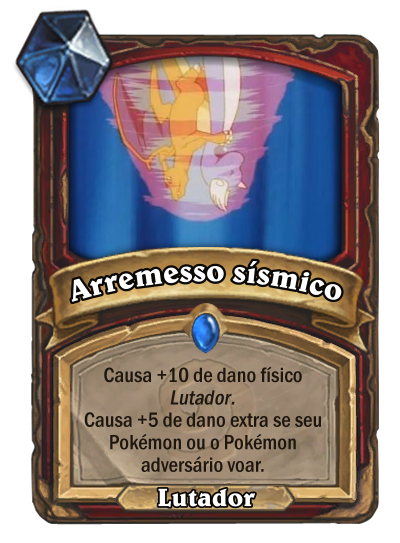 Arremesso sísmico
Causa +10 de dano físico
Lutador.
Causa +5 de dano extra se seu
Pokémon ou o Pokémon
adversário voar.
Lutador